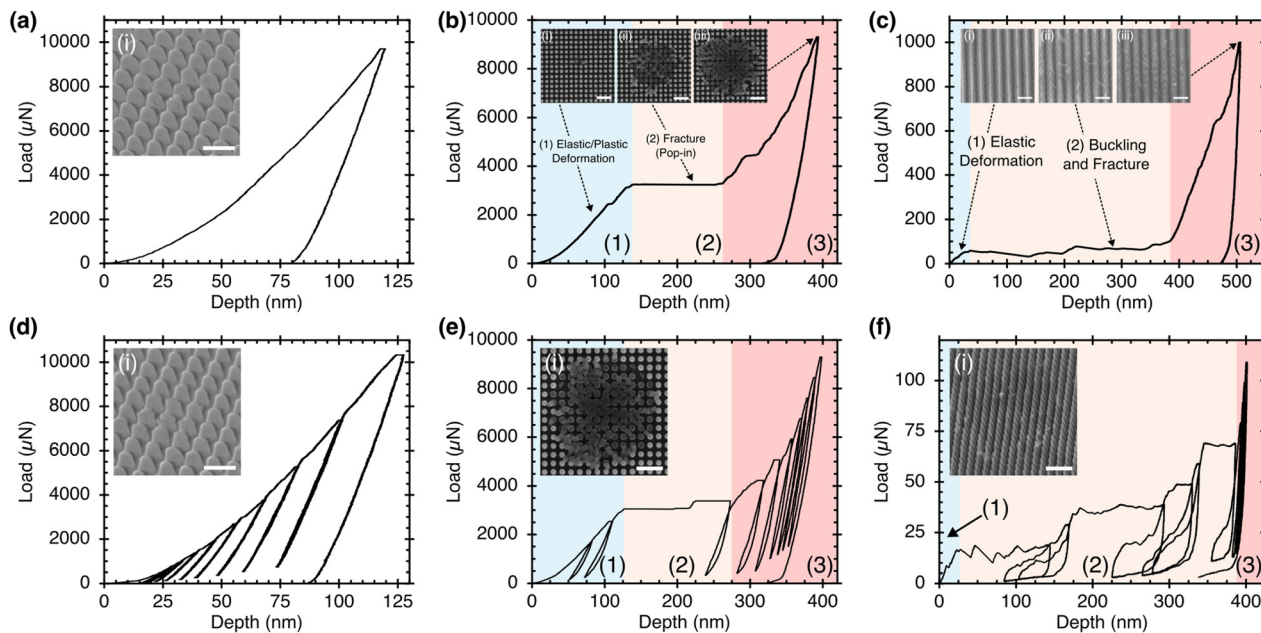 (a)
(i)
Load (µN)
10000
8000
6000
4000
2000
0
0 25 50 75 100 125
Depth (nm)
(b)
(i) (ii) (iii)
(1) Elastic/Plastic
Deformation
(2) Fracture
(Pop-in)
(1) (2) (3)
Load (µN)
10000
8000
6000
4000
2000
0
0 100 200 300 400
Depth (nm)
(c)
(i) (ii) (iii)
(1) Elastic
Deformation
(2) Buckling
and Fracture
(3)
Load (µN)
1000
800
600
400
200
0
0 100 200 300 400 500
Depth (nm)
(d)
(i)
Load (µN)
10000
8000
6000
4000
2000
0
0 25 50 75 100 125
Depth (nm)
(e)
(i)
(1) (2) (3)
Load (µN)
10000
8000
6000
4000
2000
0
0 100 200 300 400
Depth (nm)
(f)
(i)
(1)
(2) (3)
Load (µN)
100
75
50
25
0
0 100 200 300 400
Depth (nm)